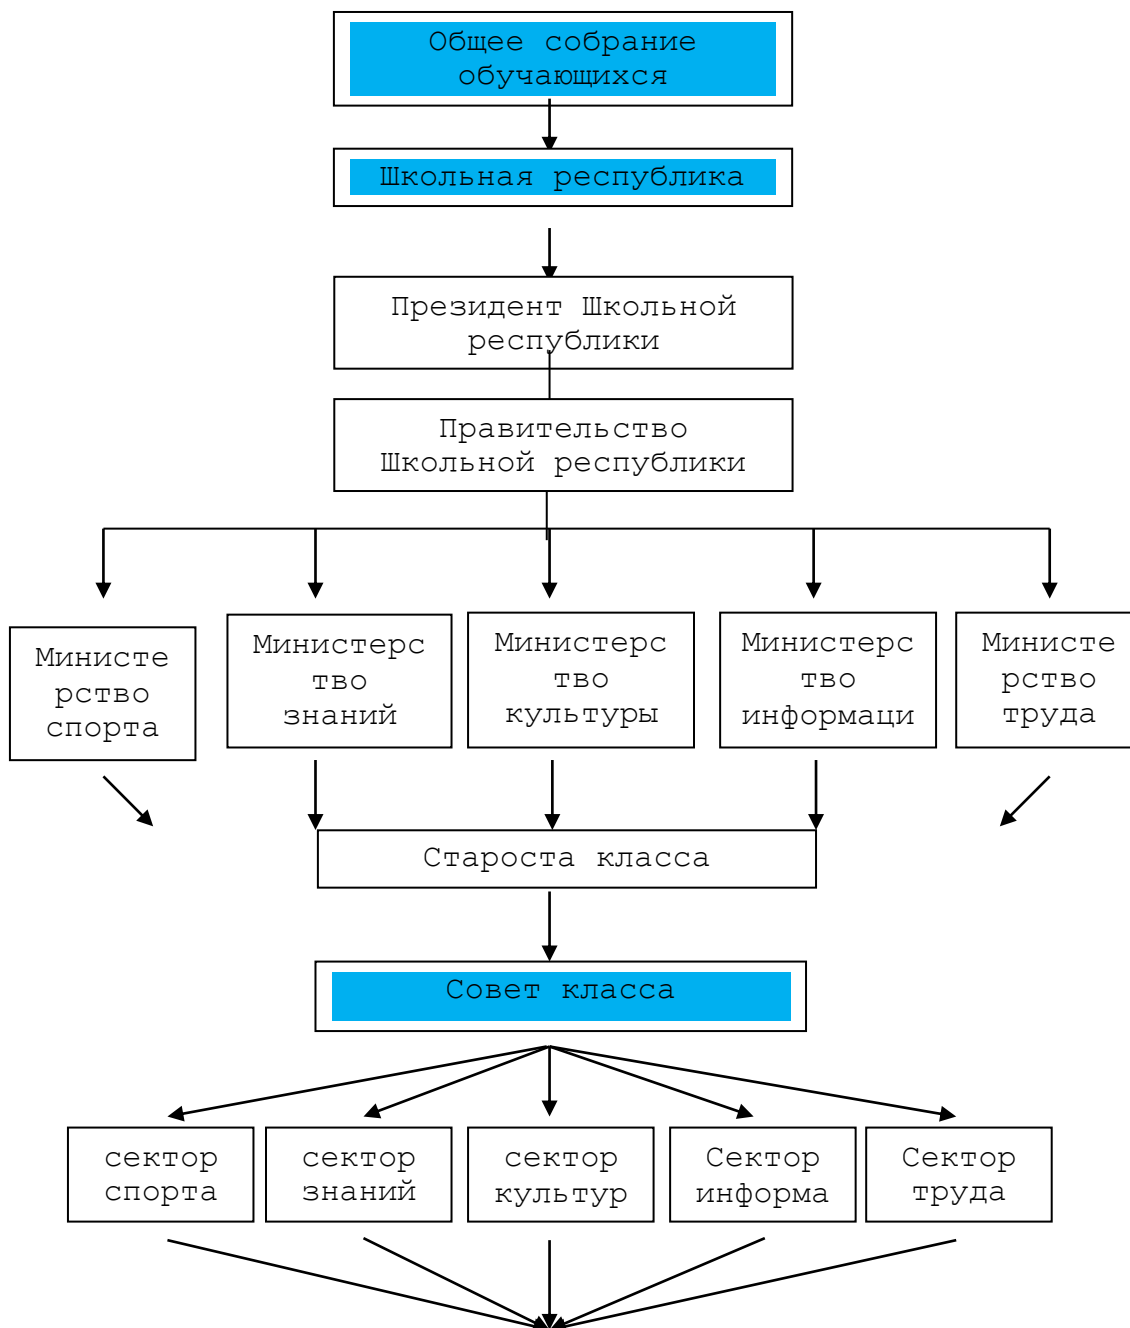 Общее собрание
обучающихся
Школьная республика
Президент Школьной
республики
Правительство
Школьной республики
Министе
рство
спорта
Министерс
тво
знаний
Министерс
тво
культуры
Министерс
тво
информаци
Министе
рство
труда
Староста класса
Совет класса
сектор
спорта
сектор
знаний
сектор
культур
Сектор
информа
Сектор
труда